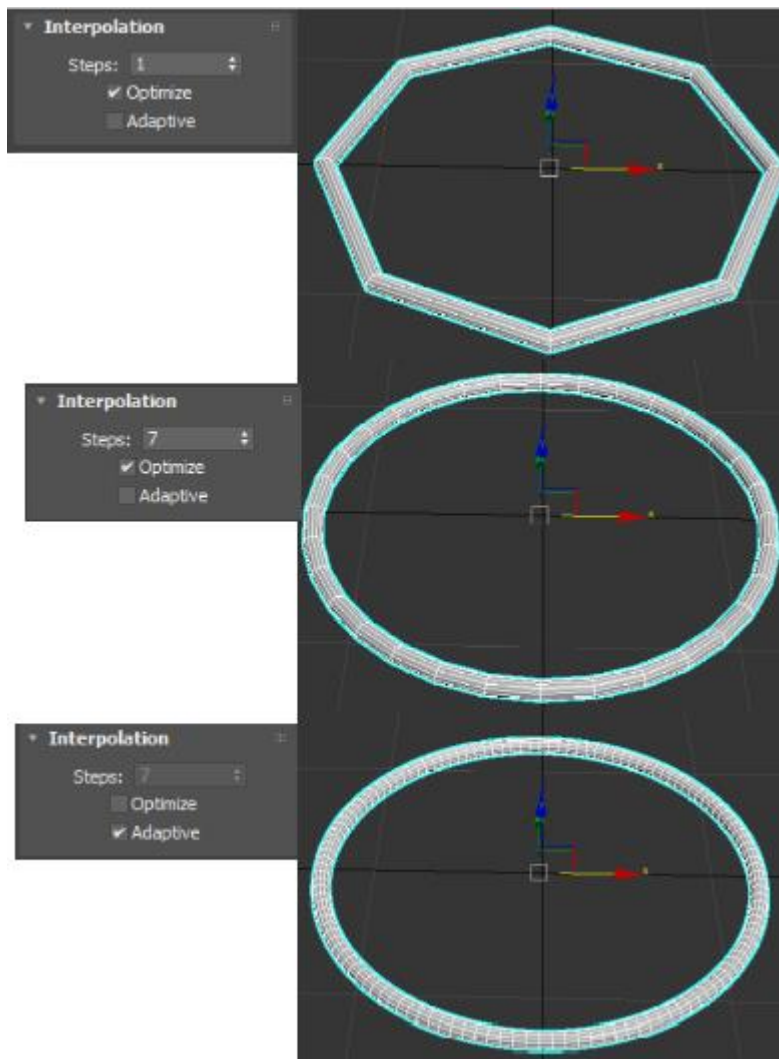 Interpolation
Steps: 1
Optimize
Adaptive
Interpolation
Steps: 7
Optimize
Adaptive
Interpolation
Steps: 7
Optimize
Adaptive